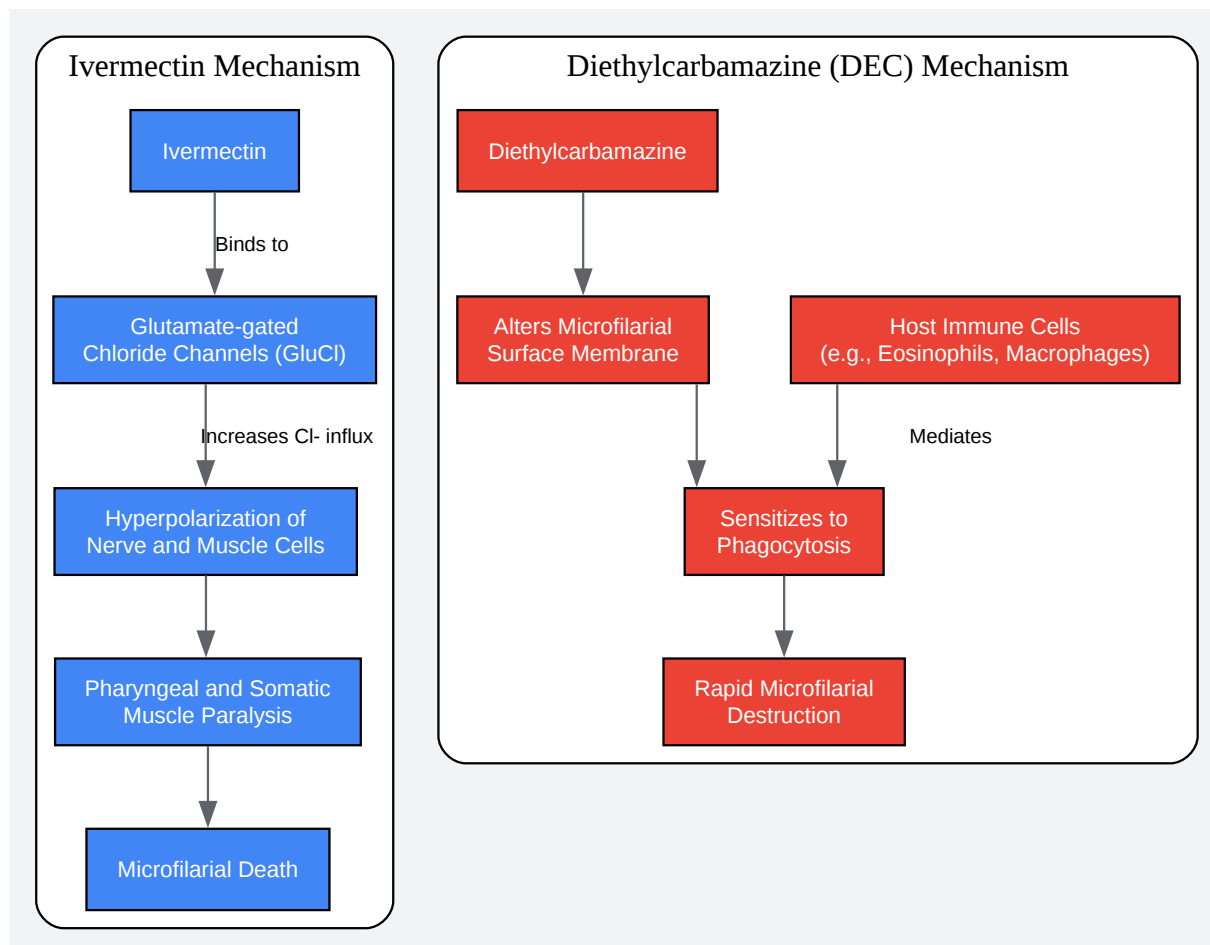 Ivermectin Mechanism
Ivermectin
Binds to
Glutamate-gated
Chloride Channels (GluCl)
Increases Cl- influx
Hyperpolarization of
Nerve and Muscle Cells
Pharyngeal and Somatic
Muscle Paralysis
Microfilarial Death
Diethylcarbamazine (DEC) Mechanism
Diethylcarbamazine
Alters Microfilarial
Surface Membrane
Host Immune Cells
(e.g., Eosinophils, Macrophages)
Mediates
Sensitizes to
Phagocytosis
Rapid Microfilarial
Destruction